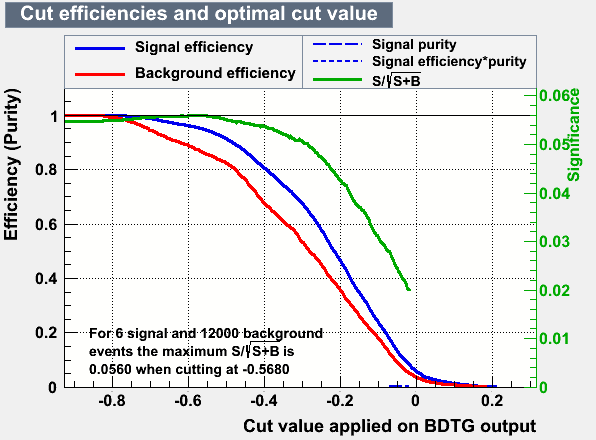 Cut efficiencies and optimal cut value
Signal efficiency
Background efficiency
Signal purity
Signal efficiency*purity
S/√S+B
Efficiency (Purity)
1
0.8
0.6
0.4
0.2
0
0.06
0.05
0.04
0.03
0.02
0.01
0
Significance
For 6 signal and 12000 background
events the maximum S/√S+B is
0.0560 when cutting at -0.5680
-0.8 -0.6 -0.4 -0.2 0 0.2
Cut value applied on BDTG output